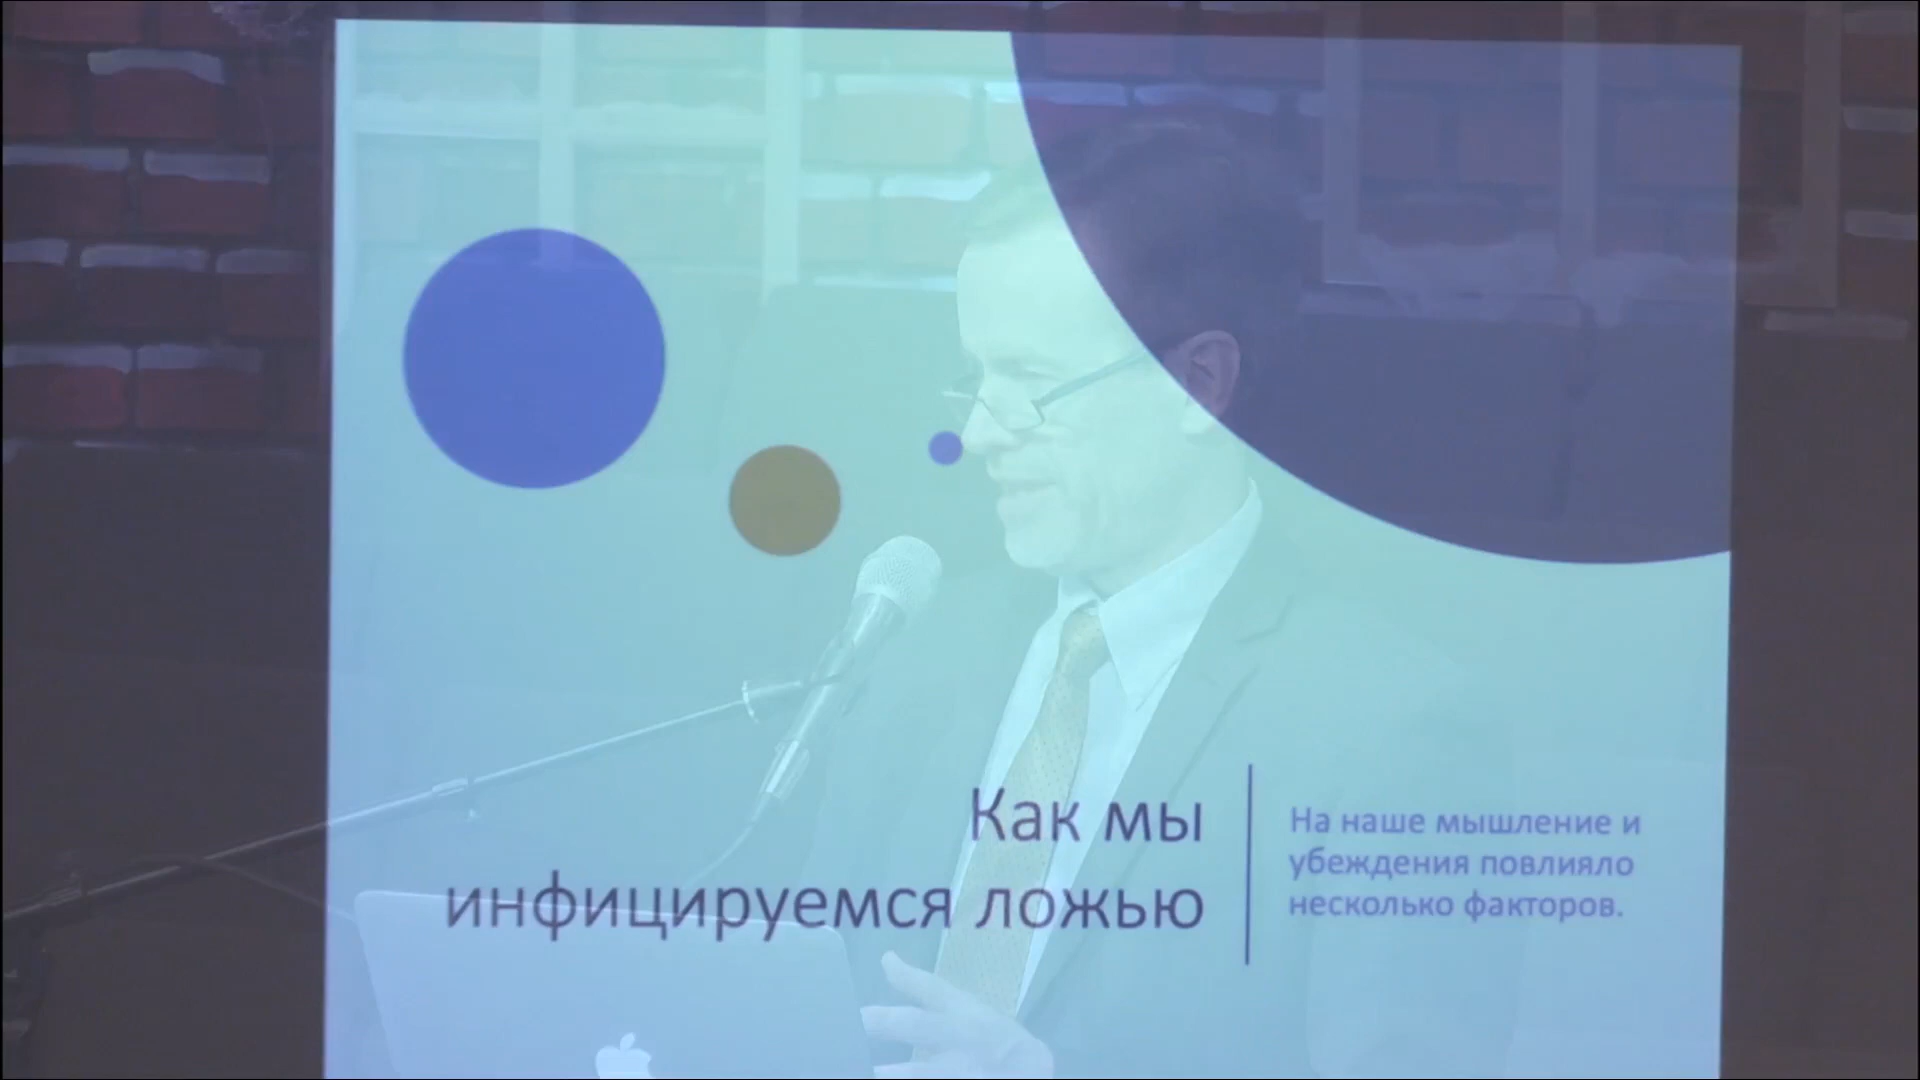 Как мы
инфицируемся ложью
На наше мышление и
убеждения повлияло
несколько факторов.